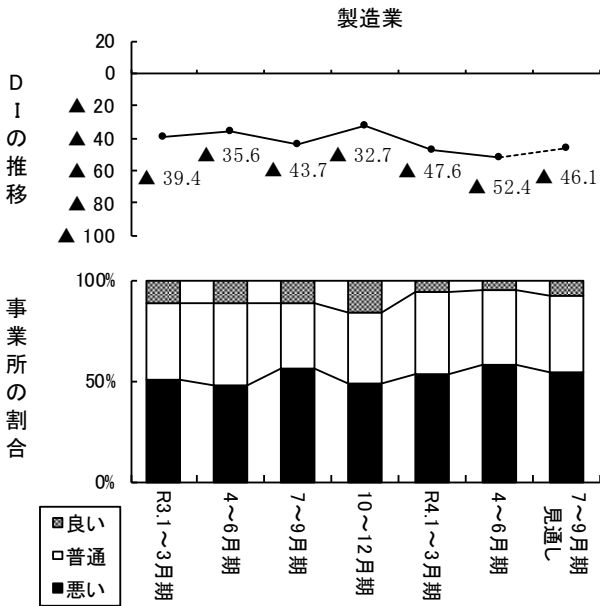 製造業
DIの推移
20
0
▲ 20
▲ 40
▲ 60
▲ 80
▲ 100
▲ 39.4
▲ 35.6
▲ 43.7
▲ 32.7
▲ 47.6
▲ 52.4
▲ 46.1
事業所の割合
100%
50%
0%
R3.1～3月期
4～6月期
7～9月期
10～12月期
R4.1～3月期
4～6月期
7～9月期
見通し
良い
普通
悪い